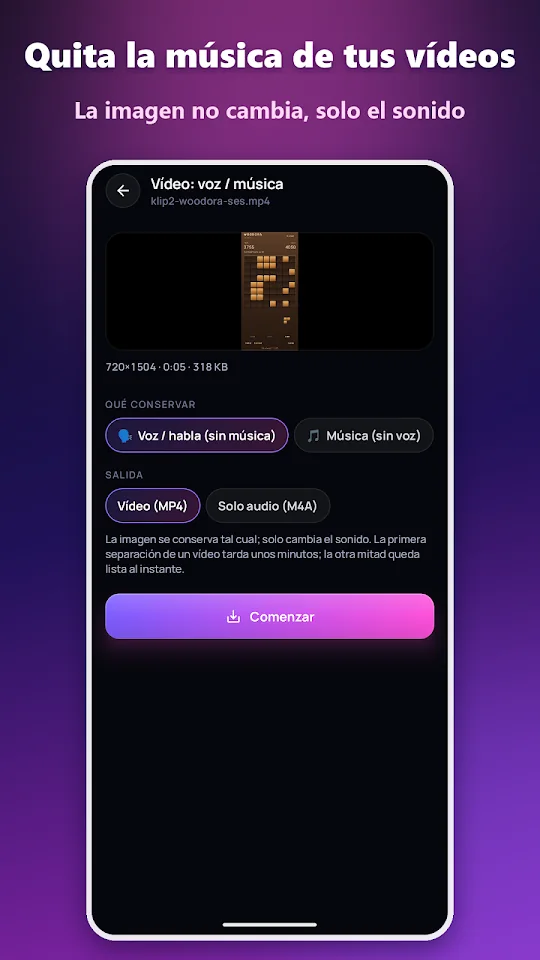 Quita la música de tus vídeos
La imagen no cambia, solo el sonido
Vídeo: voz / música
klip2-woodora-ses.mp4
WOODORA
3755
4050
720×1504 · 0:05 · 318 KB
QUÉ CONSERVAR
Voz / habla (sin música)
Música (sin voz)
SALIDA
Vídeo (MP4)
Solo audio (M4A)
La imagen se conserva tal cual; solo cambia el sonido. La primera
separación de un vídeo tarda unos minutos; la otra mitad queda
lista al instante.
Comenzar